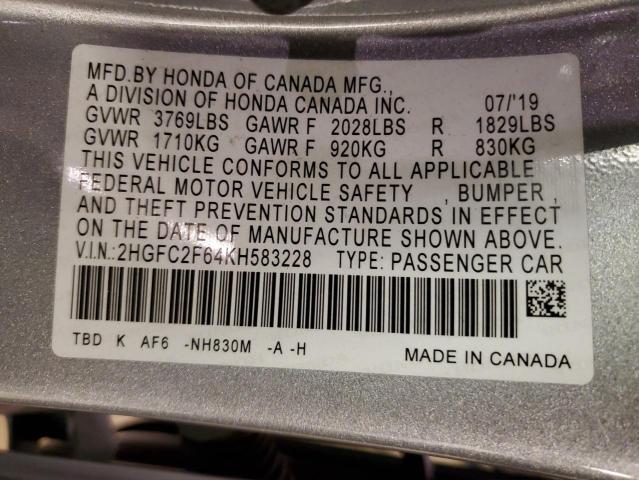 MFD.BY HONDA OF CANADA MFG.,
A DIVISION OF HONDA CANADA INC. 07/'19
GVWR 3769LBS GAWR F 2028LBS R 1829LBS
GVWR 1710KG GAWR F 920KG R 830KG
THIS VEHICLE CONFORMS TO ALL APPLICABLE
FEDERAL MOTOR VEHICLE SAFETY , BUMPER ,
AND THEFT PREVENTION STANDARDS IN EFFECT
ON THE DATE OF MANUFACTURE SHOWN ABOVE.
V.I.N.:2HGFC2F64KH583228 TYPE: PASSENGER CAR
TBD K AF6 -NH830M -A -H
MADE IN CANADA